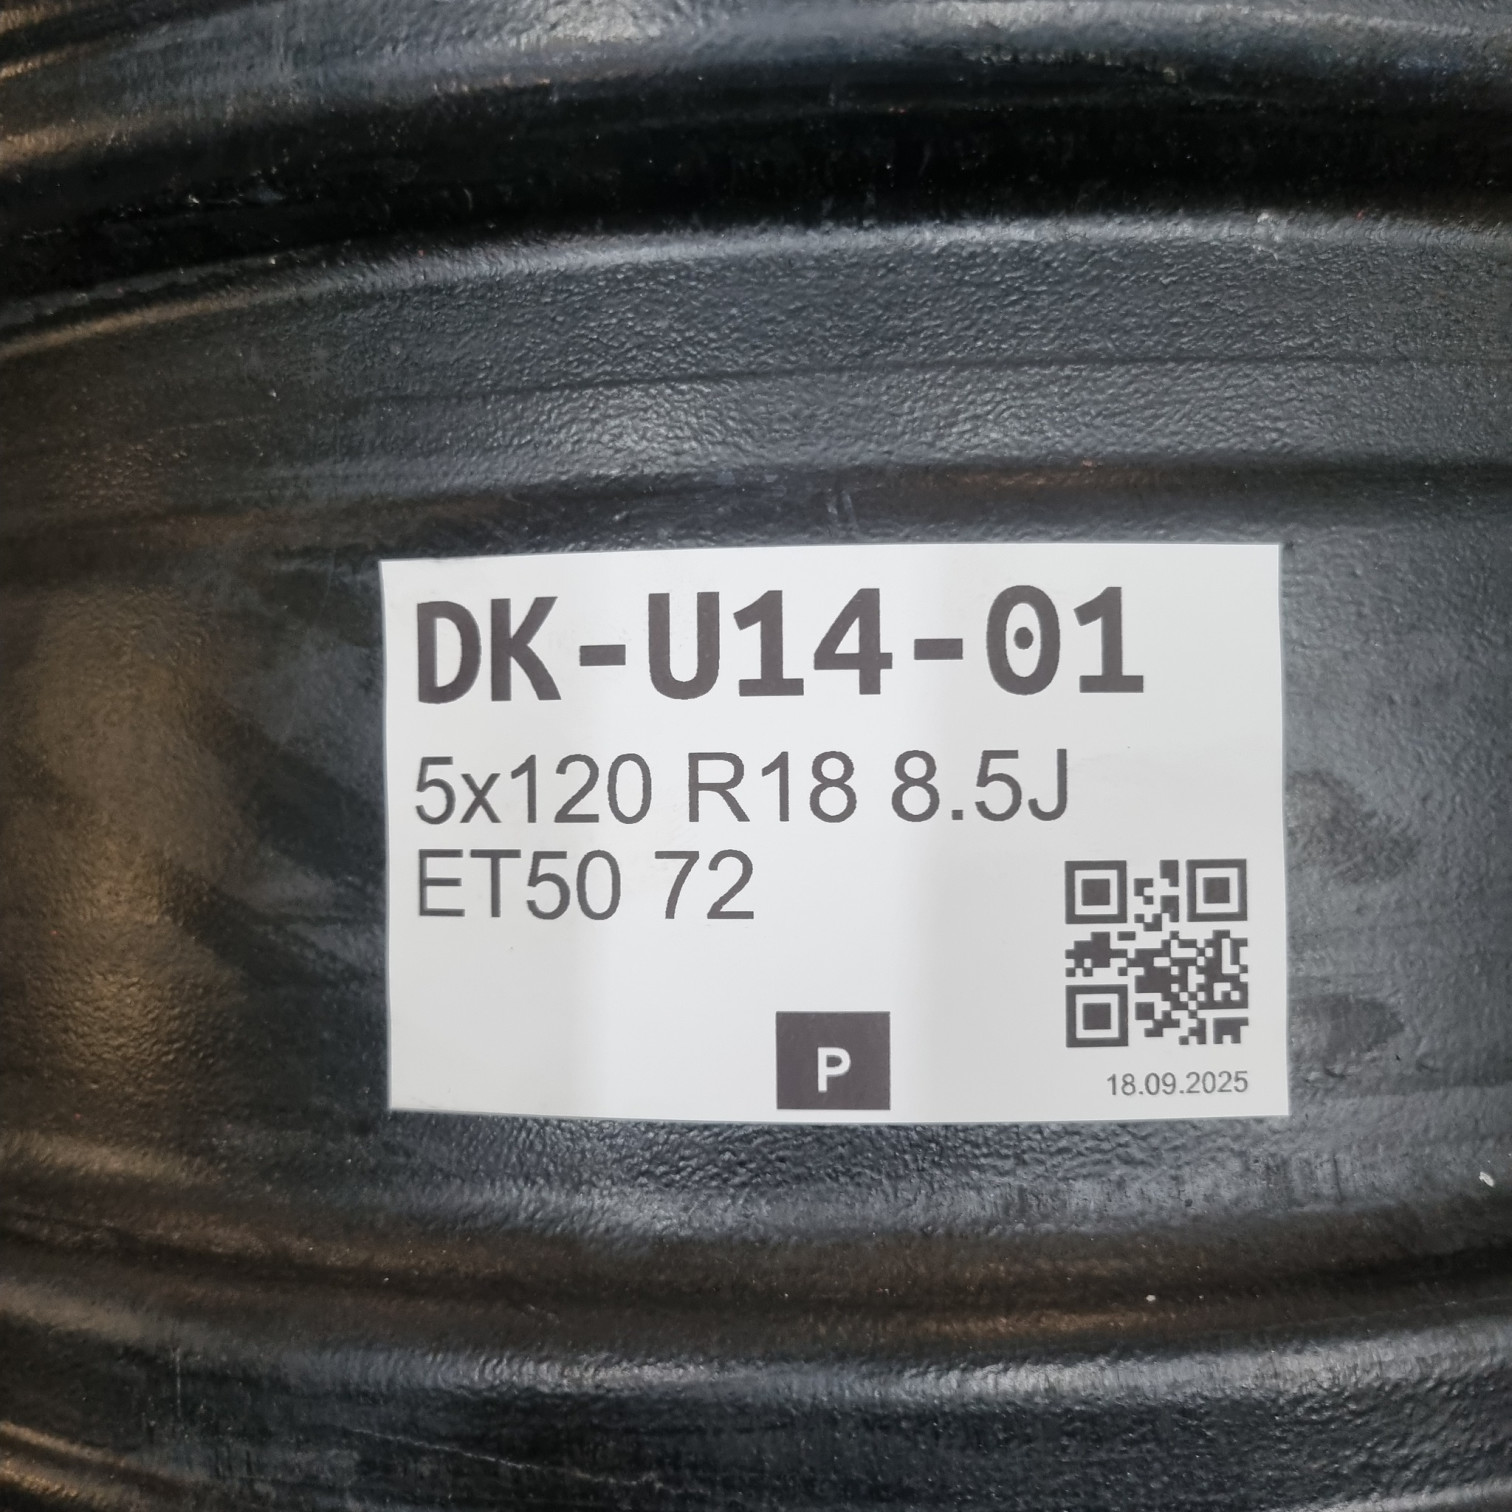 DK-U14-01
5x120 R18 8.5J
ET50 72
P
18.09.2025